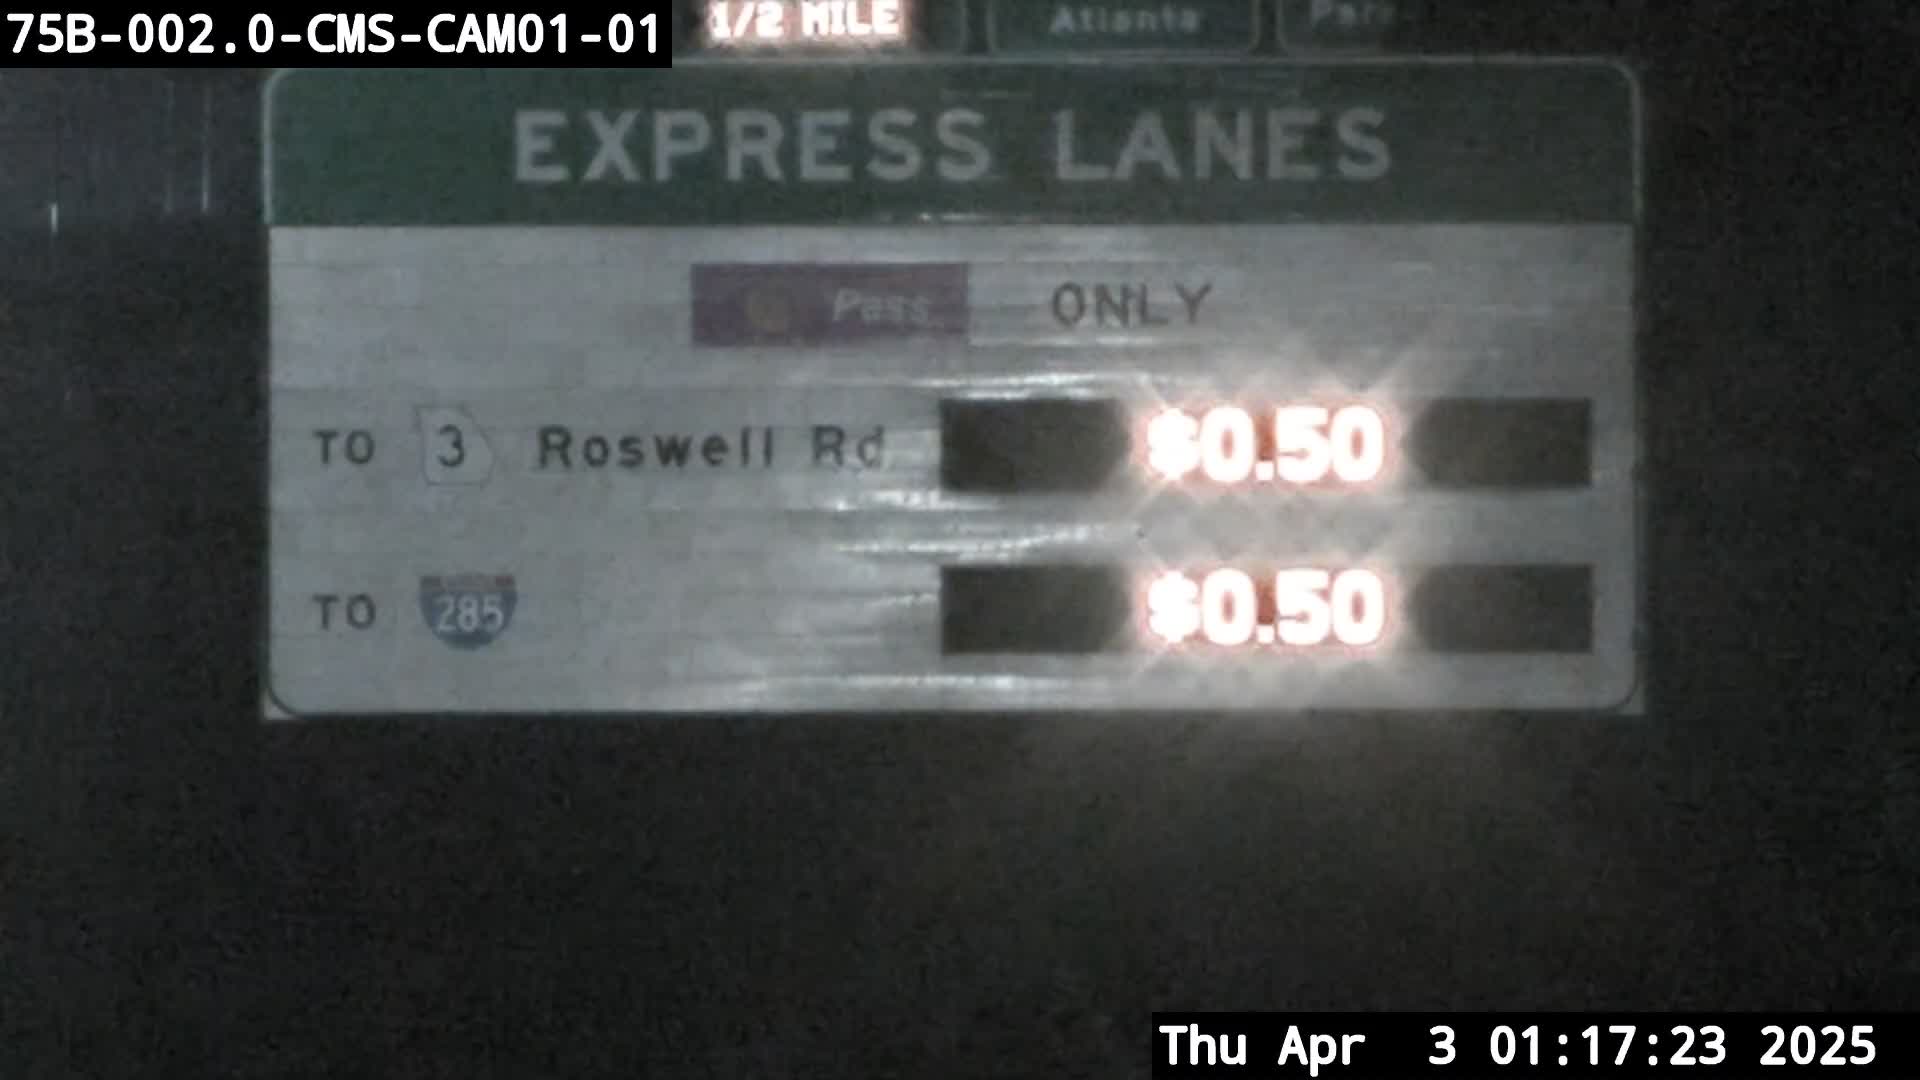 75B-002.0-CMS-CAM01-01
1/2 MILE
Atlanta
EXPRESS LANES
Pass ONLY
TO 3 Roswell Rd $0.50
TO 285 $0.50
Thu Apr 3 01:17:23 2025